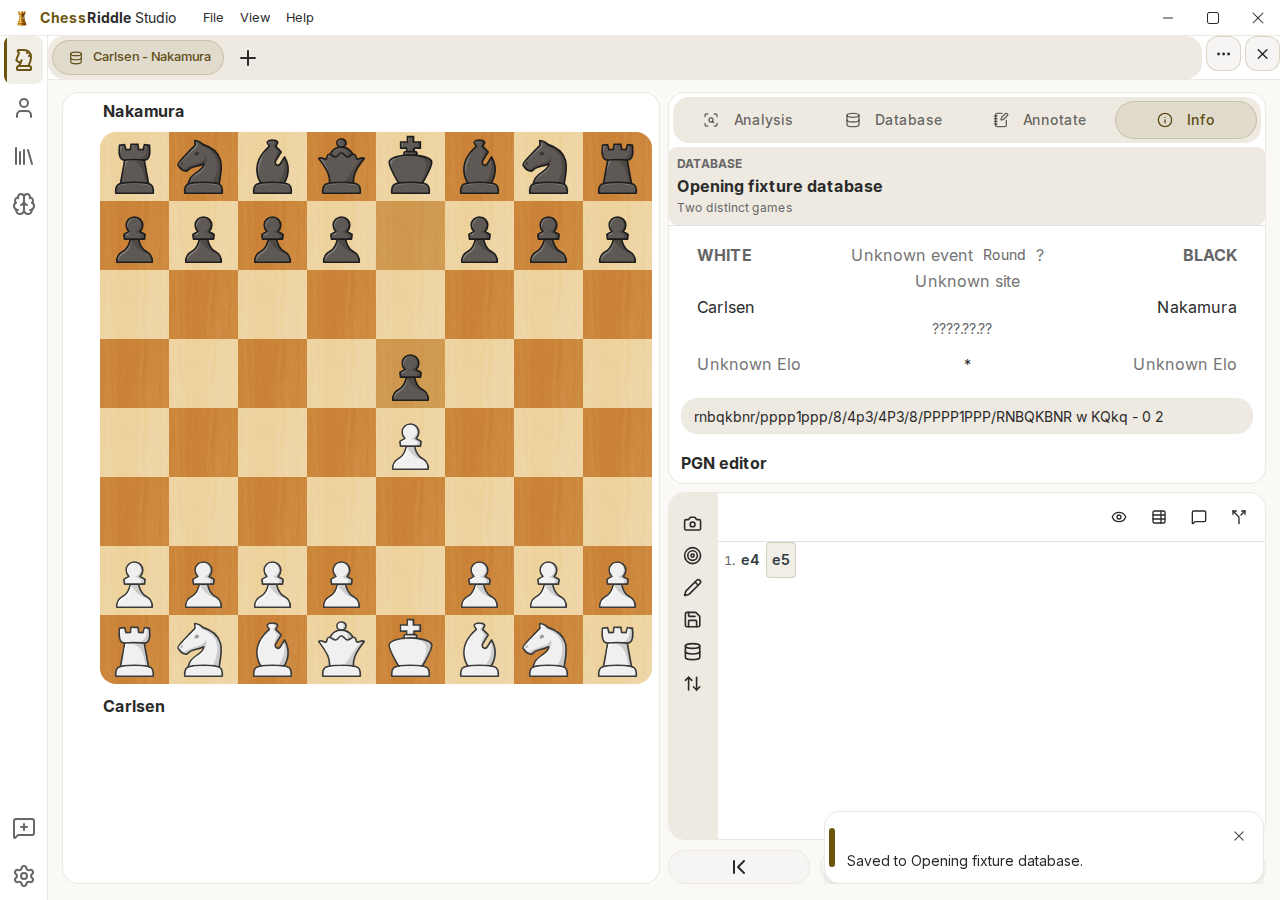 ChessRiddle Studio File View Help
Carlsen - Nakamura
Nakamura
Carlsen
Analysis Database Annotate Info
DATABASE
Opening fixture database
Two distinct games
WHITE Unknown event Round ? BLACK
Unknown site
Carlsen Nakamura
????.??.??
Unknown Elo * Unknown Elo
rnbqkbnr/pppp1ppp/8/4p3/4P3/8/PPPP1PPP/RNBQKBNR w KQkq - 0 2
PGN editor
1. e4 e5
Saved to Opening fixture database.